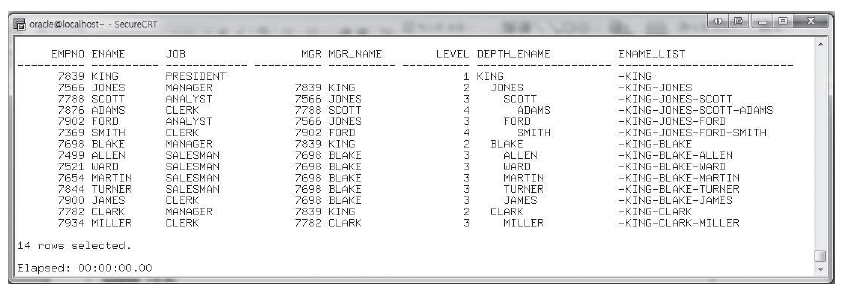 oracle@localhost:~ - SecureCRT
EMPNO ENAME JOB MGR MGR_NAME LEVEL DEPTH_ENAME ENAME_LIST
7839 KING PRESIDENT 1 KING -KING
7566 JONES MANAGER 7839 KING 2 JONES -KING-JONES
7788 SCOTT ANALYST 7566 JONES 3 SCOTT -KING-JONES-SCOTT
7876 ADAMS CLERK 7788 SCOTT 4 ADAMS -KING-JONES-SCOTT-ADAMS
7902 FORD ANALYST 7566 JONES 3 FORD -KING-JONES-FORD
7369 SMITH CLERK 7902 FORD 4 SMITH -KING-JONES-FORD-SMITH
7698 BLAKE MANAGER 7839 KING 2 BLAKE -KING-BLAKE
7499 ALLEN SALESMAN 7698 BLAKE 3 ALLEN -KING-BLAKE-ALLEN
7521 WARD SALESMAN 7698 BLAKE 3 WARD -KING-BLAKE-WARD
7654 MARTIN SALESMAN 7698 BLAKE 3 MARTIN -KING-BLAKE-MARTIN
7844 TURNER SALESMAN 7698 BLAKE 3 TURNER -KING-BLAKE-TURNER
7900 JAMES CLERK 7698 BLAKE 3 JAMES -KING-BLAKE-JAMES
7782 CLARK MANAGER 7839 KING 2 CLARK -KING-CLARK
7934 MILLER CLERK 7782 CLARK 3 MILLER -KING-CLARK-MILLER
14 rows selected.
Elapsed: 00:00:00.00